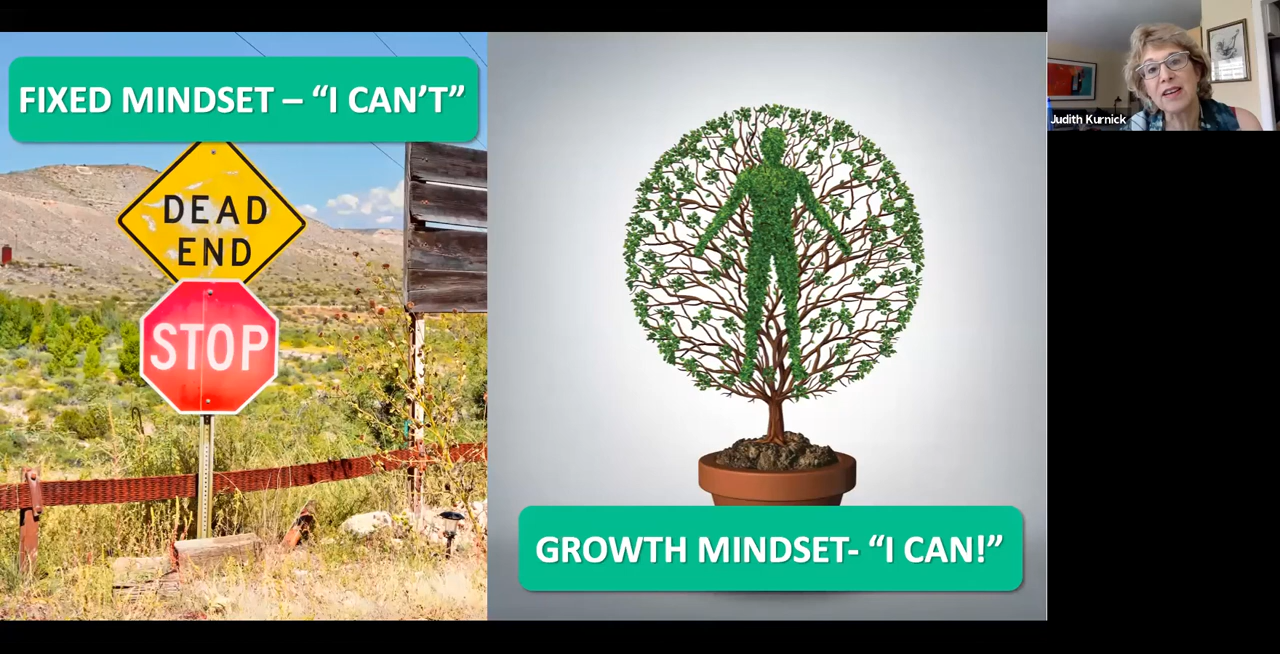 FIXED MINDSET – “I CAN’T”
DEAD
END
STOP
GROWTH MINDSET- “I CAN!”
Judith Kurnick